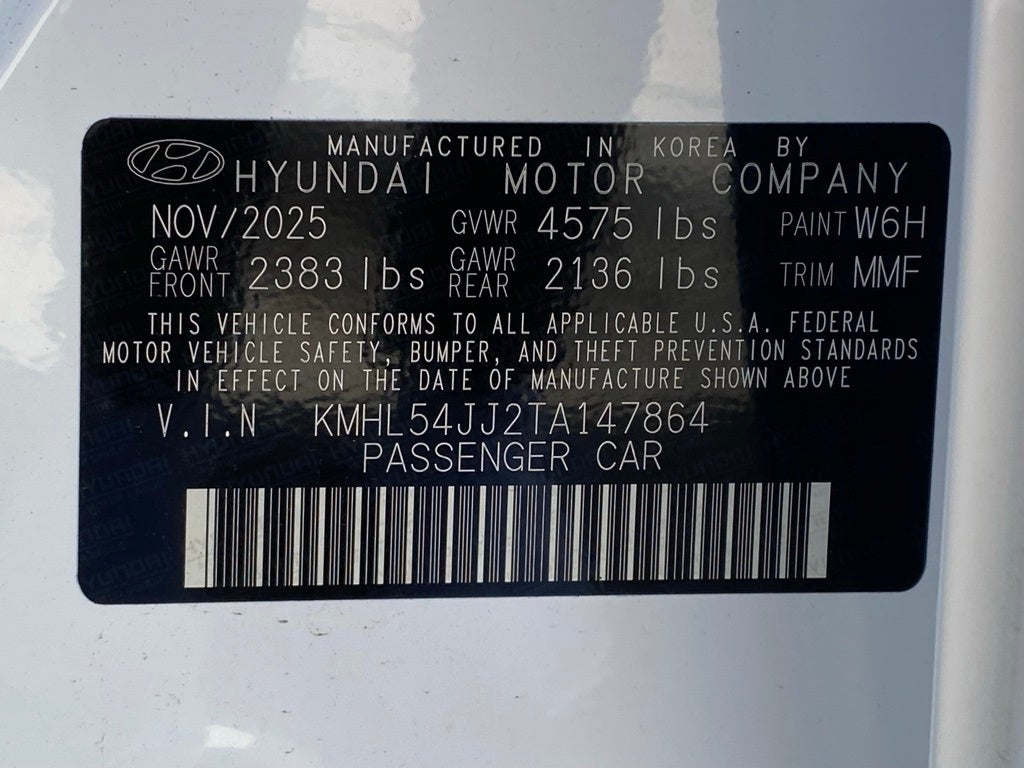 MANUFACTURED IN KOREA BY
HYUNDAI MOTOR COMPANY
NOV/2025 GVWR 4575 lbs PAINT W6H
GAWR FRONT 2383 lbs GAWR REAR 2136 lbs TRIM MMF
THIS VEHICLE CONFORMS TO ALL APPLICABLE U.S.A. FEDERAL
MOTOR VEHICLE SAFETY, BUMPER, AND THEFT PREVENTION STANDARDS
IN EFFECT ON THE DATE OF MANUFACTURE SHOWN ABOVE
V.I.N KMHL54JJ2TA147864
PASSENGER CAR